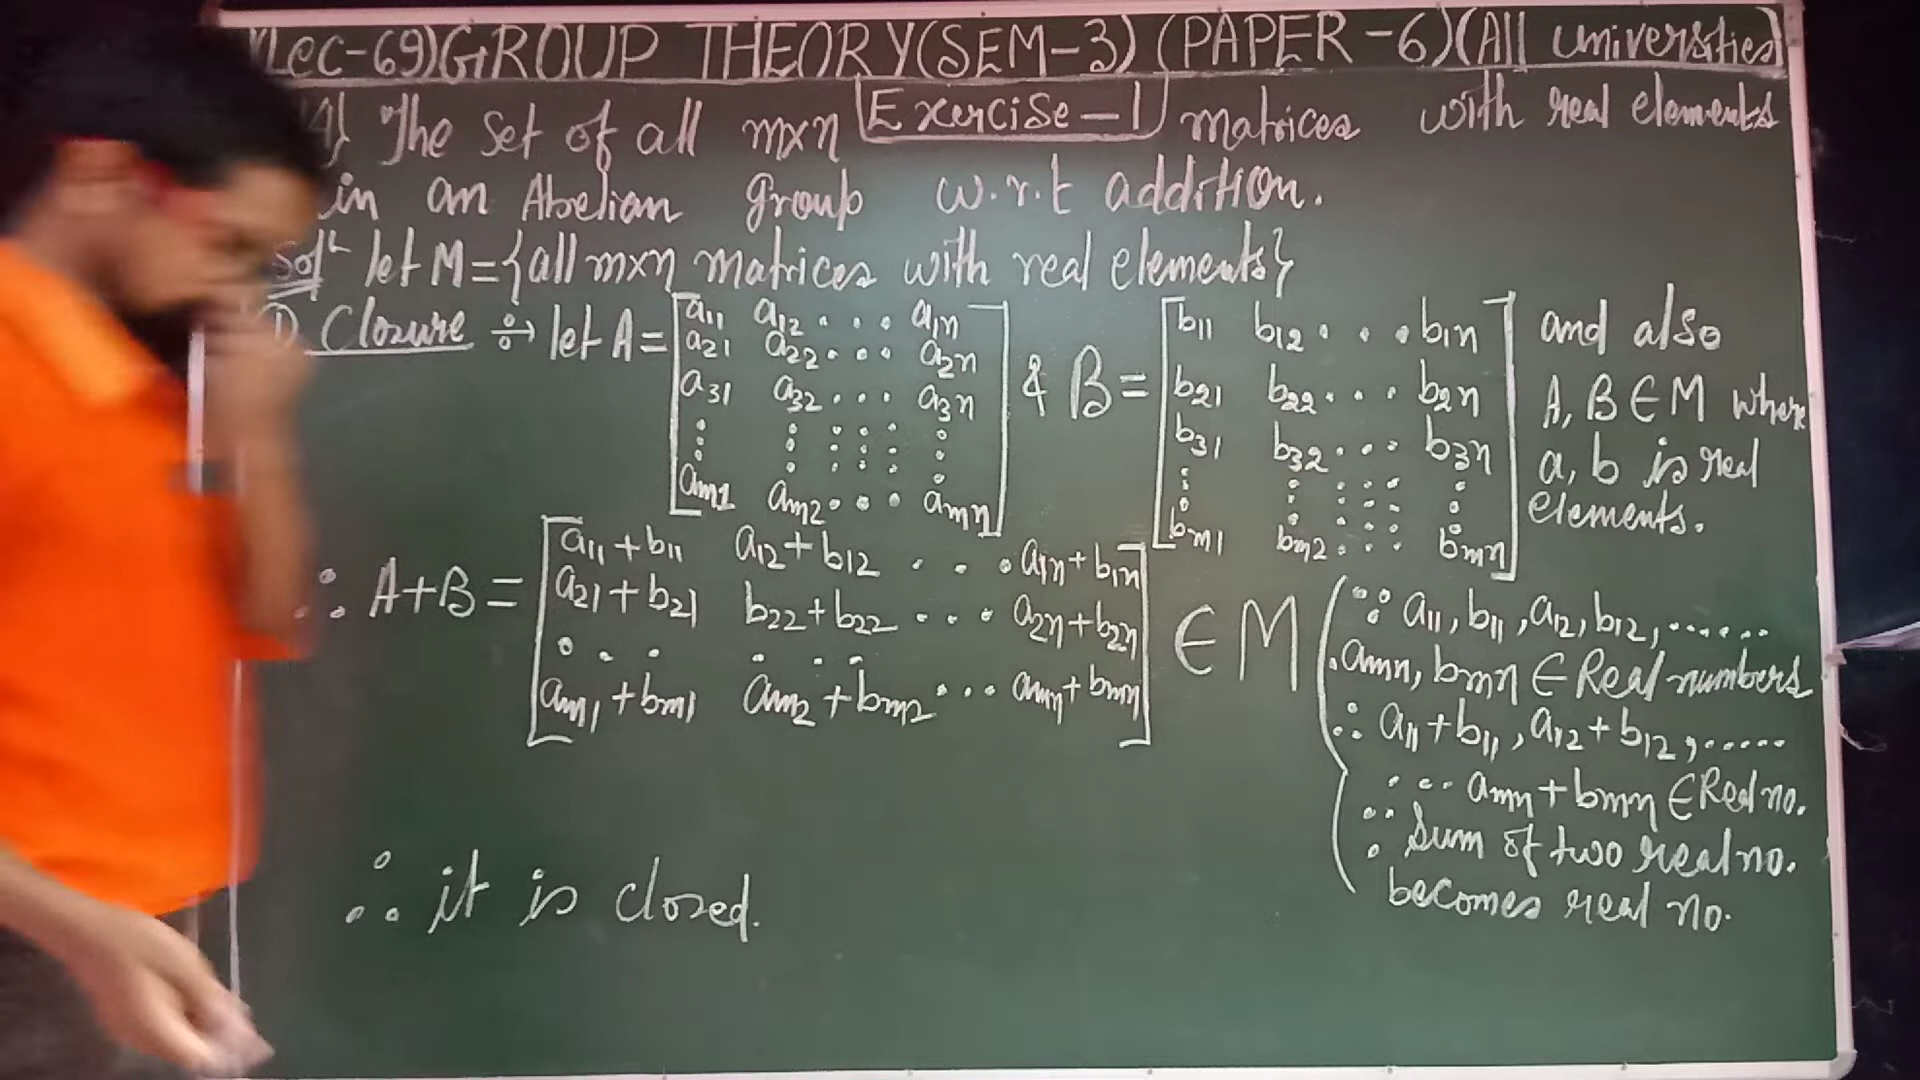 (Lec-69) GROUP THEORY (SEM-3) (PAPER-6) (All universities)
Exercise-1
4} The set of all m×n matrices with real elements
in an Abelian group w.r.t addition.
Sol^n let M={all m×n matrices with real elements}
① Closure ÷→ let A = [a11 a12 . . . a1n
a21 a22 . . . a2n
a31 a32 . . . a3n
am1 am2 . . . amn]
& B = [b11 b12 . . . b1n
b21 b22 . . . b2n
b31 b32 . . . b3n
bm1 bm2 . . . bmn]
and also
A, B ∈ M where
a, b is real
elements.
∴ A+B = [a11+b11 a12+b12 . . . a1n+b1n
a21+b21 b22+b22 . . . a2n+b2n
. . . . . .
am1+bm1 am2+bm2 . . . amn+bmn] ∈ M
(∵ a11, b11, a12, b12, ......
.amn, bmn ∈ Real numbers
∴ a11+b11, a12+b12, .....
... amn+bmn ∈ Real no.
∵ Sum of two real no.
becomes real no.
∴ it is closed.